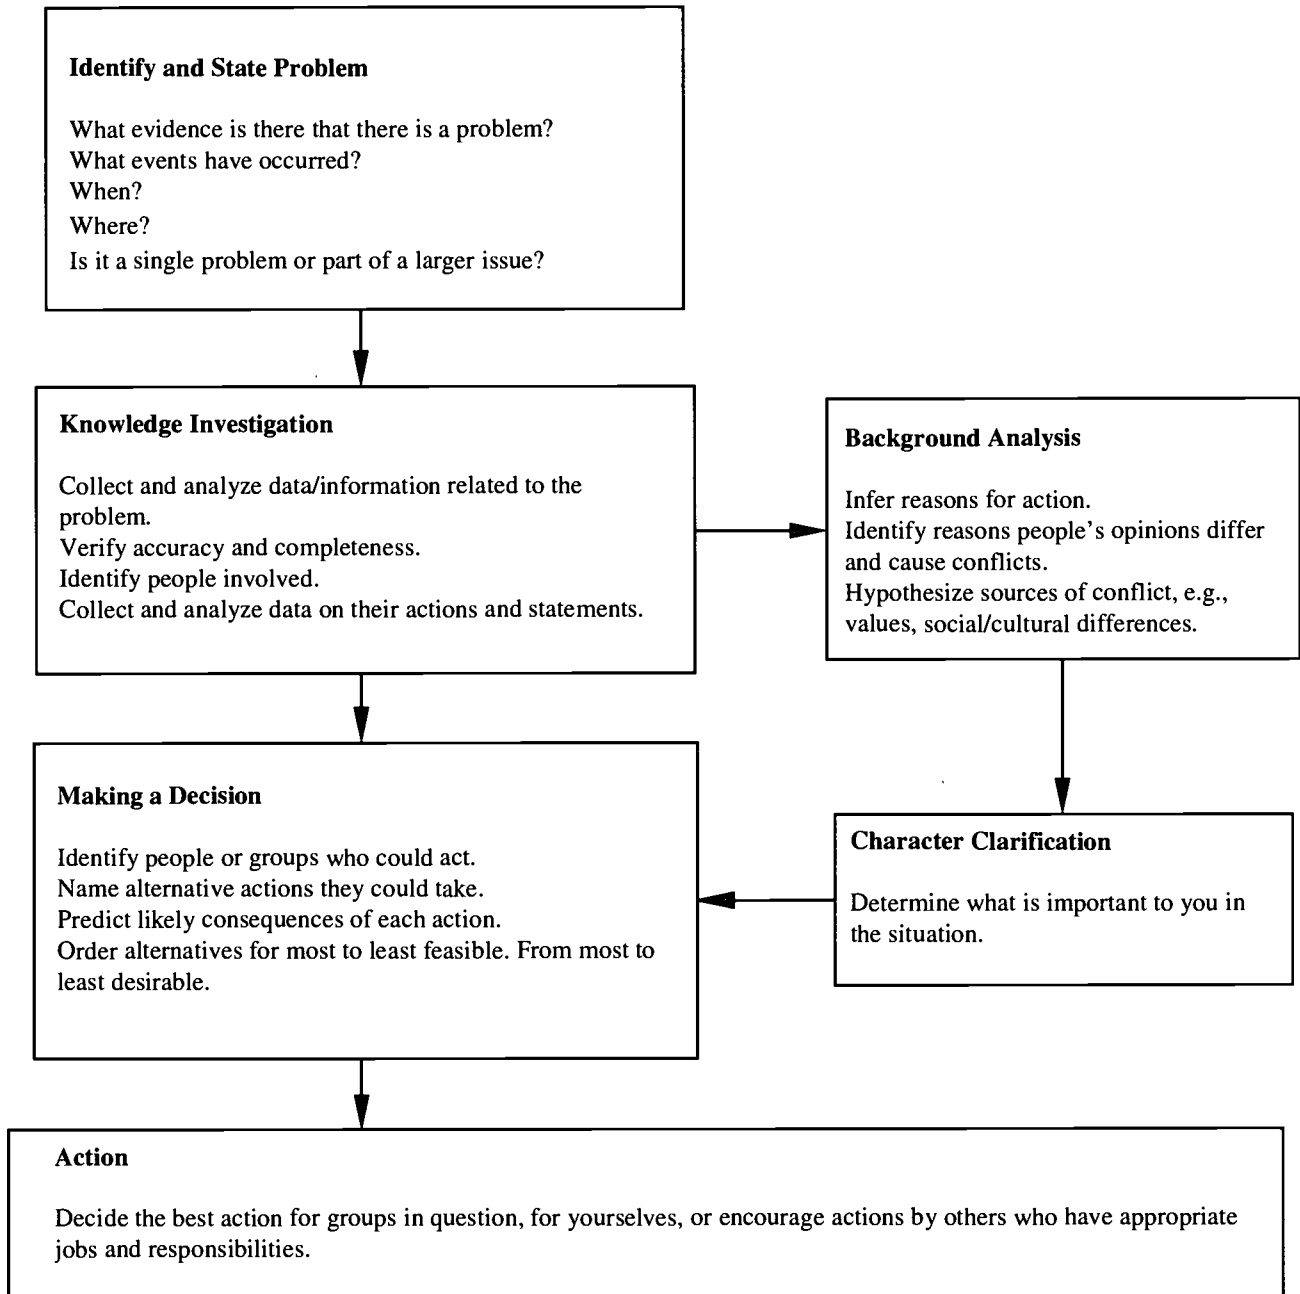 Identify and State Problem
What evidence is there that there is a problem?
What events have occurred?
When?
Where?
Is it a single problem or part of a larger issue?
Knowledge Investigation
Collect and analyze data/information related to the
problem.
Verify accuracy and completeness.
Identify people involved.
Collect and analyze data on their actions and statements.
Background Analysis
Infer reasons for action.
Identify reasons people's opinions differ
and cause conflicts.
Hypothesize sources of conflict, e.g.,
values, social/cultural differences.
Making a Decision
Identify people or groups who could act.
Name alternative actions they could take.
Predict likely consequences of each action.
Order alternatives for most to least feasible. From most to
least desirable.
Character Clarification
Determine what is important to you in
the situation.
Action
Decide the best action for groups in question, for yourselves, or encourage actions by others who have appropriate
jobs and responsibilities.